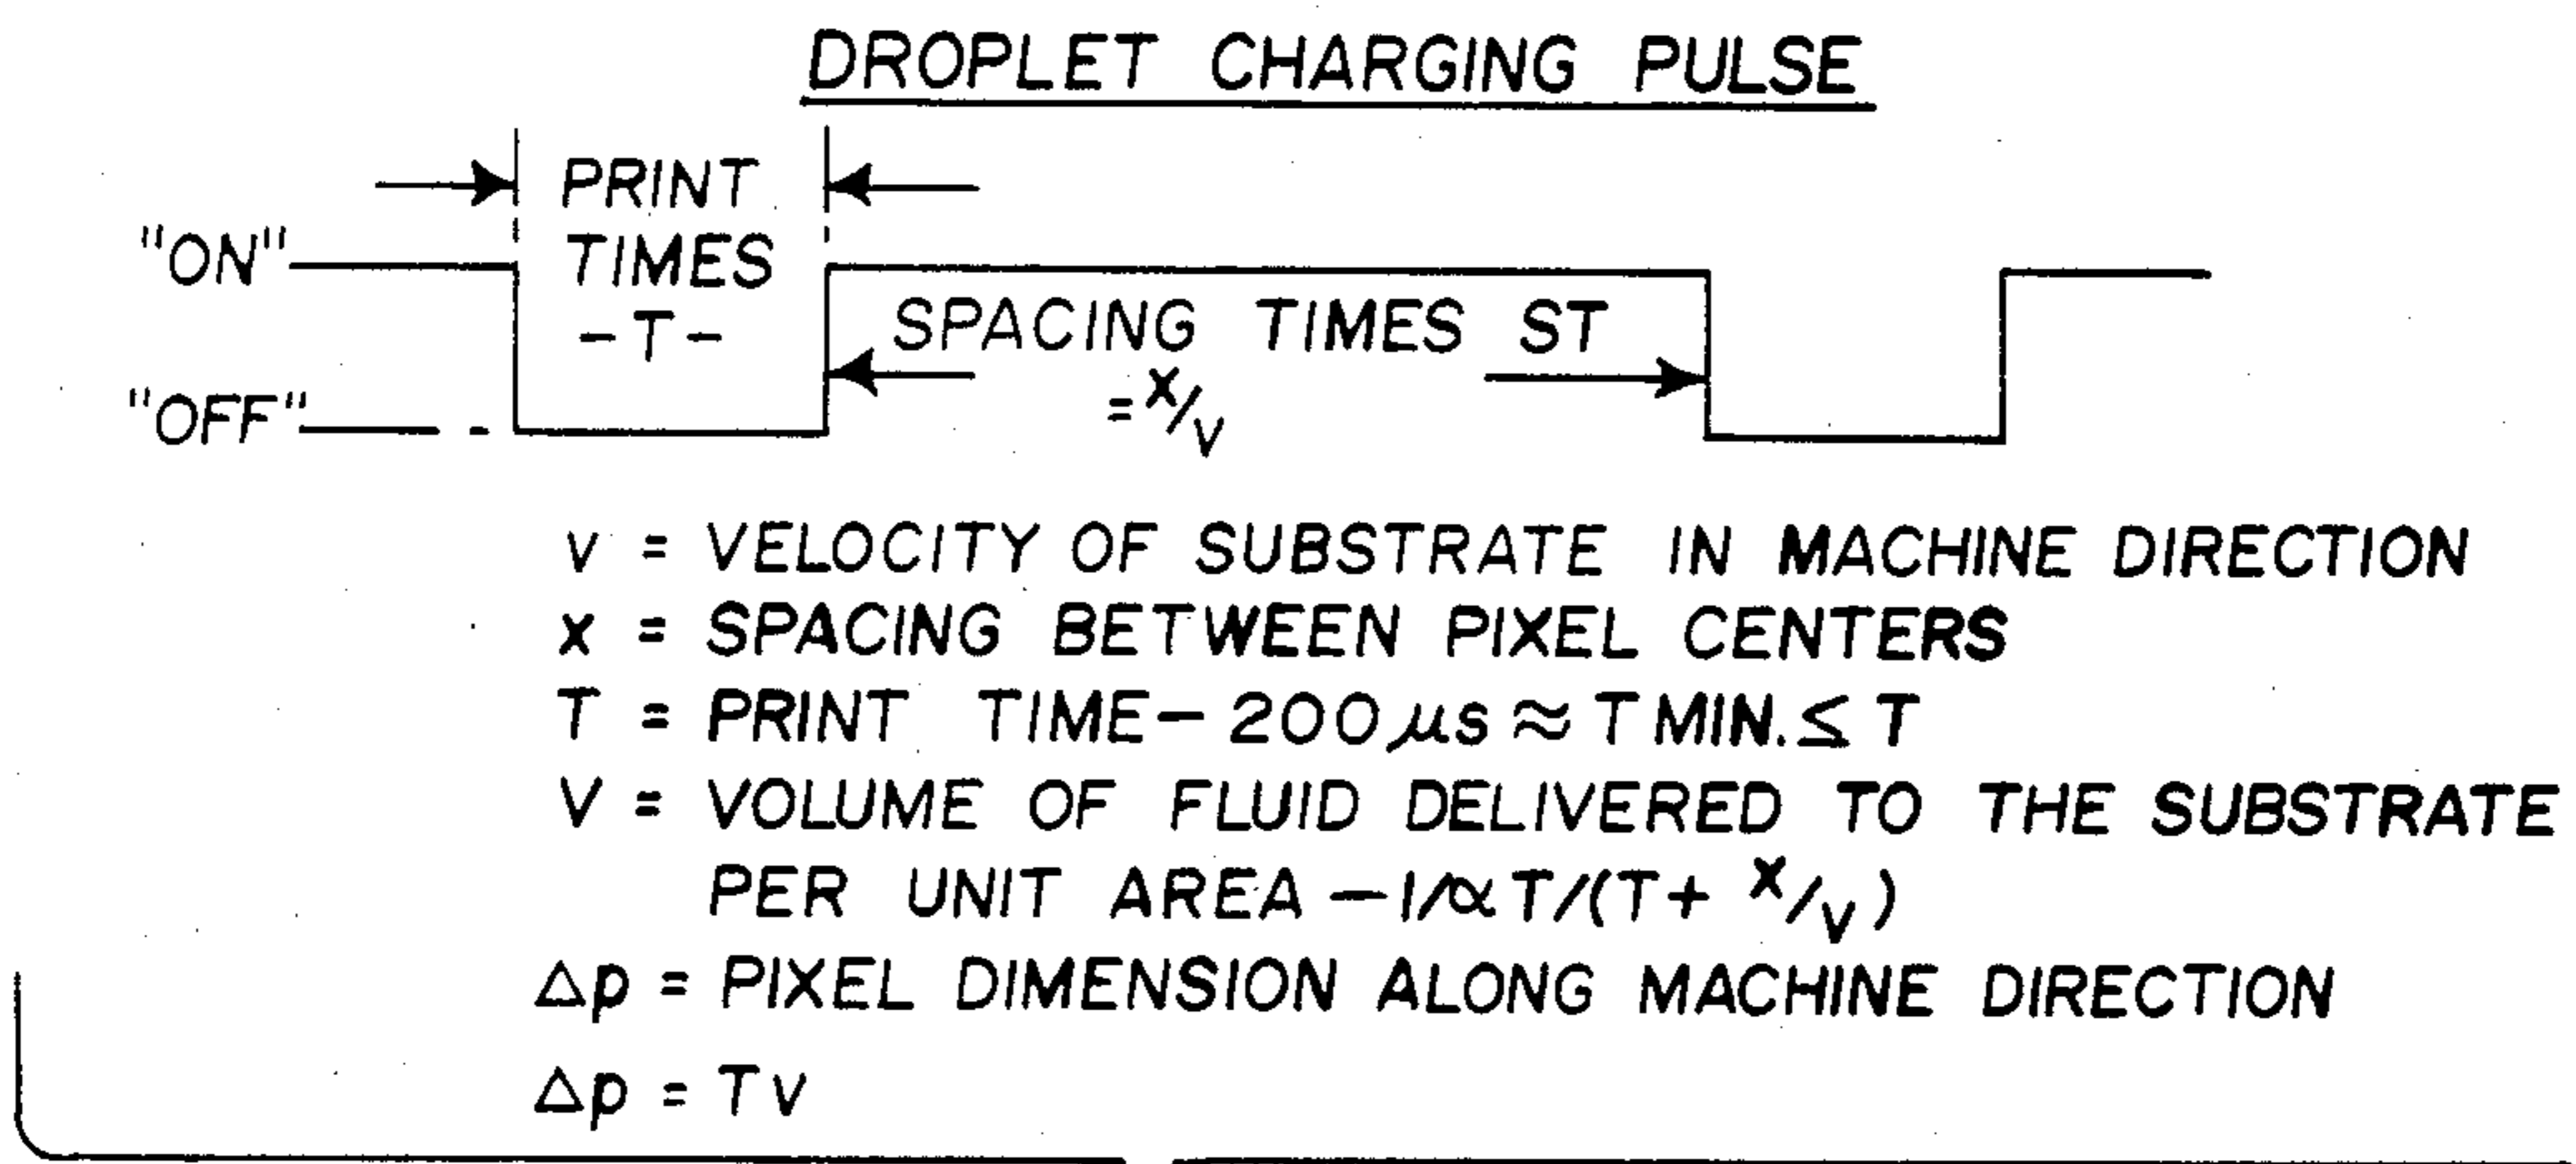 DROPLET CHARGING PULSE
PRINT
TIMES
-T-
"ON"
"OFF"
SPACING TIMES ST
= x/v
v = VELOCITY OF SUBSTRATE IN MACHINE DIRECTION
x = SPACING BETWEEN PIXEL CENTERS
T = PRINT TIME- 200μs ≈ T MIN. ≤ T
V = VOLUME OF FLUID DELIVERED TO THE SUBSTRATE
PER UNIT AREA -1/∝ T/(T+ x/v)
Δp = PIXEL DIMENSION ALONG MACHINE DIRECTION
Δp = Tv